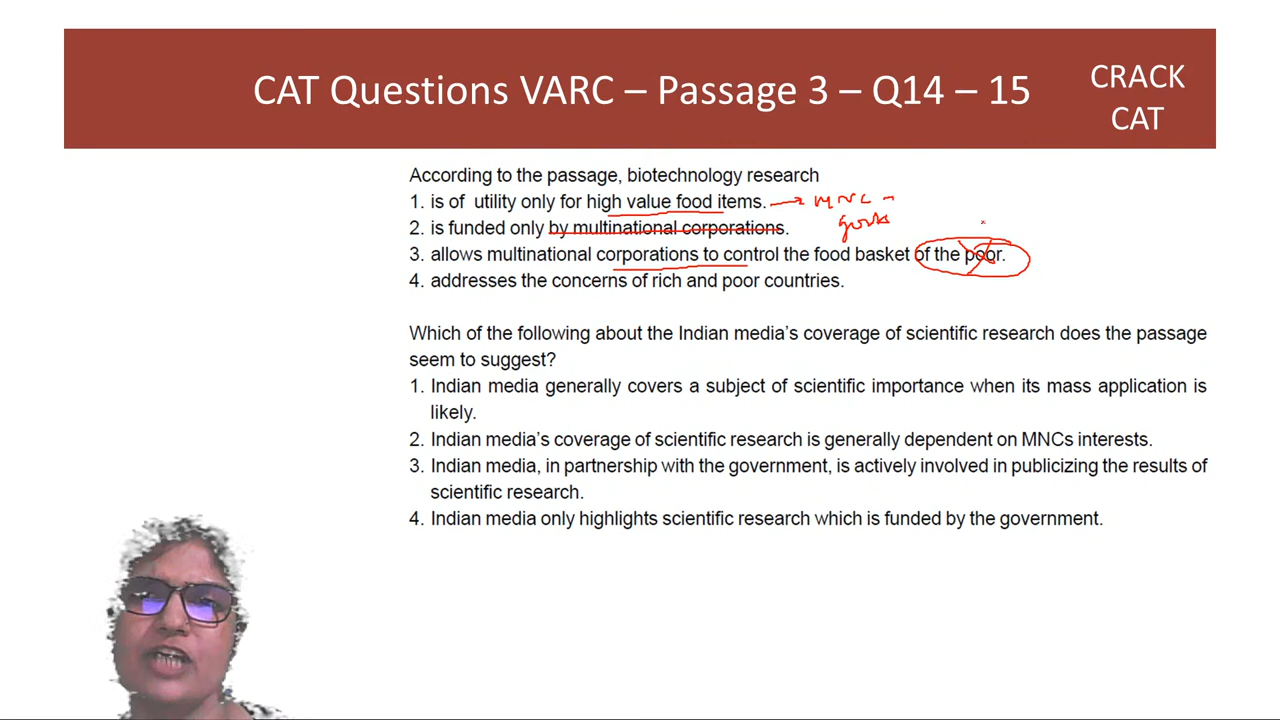 CAT Questions VARC – Passage 3 – Q14 – 15
CRACK
CAT
According to the passage, biotechnology research
1. is of utility only for high value food items. → MNC -
govts
2. is funded only by multinational corporations.
3. allows multinational corporations to control the food basket of the poor.
4. addresses the concerns of rich and poor countries.
Which of the following about the Indian media's coverage of scientific research does the passage
seem to suggest?
1. Indian media generally covers a subject of scientific importance when its mass application is
likely.
2. Indian media's coverage of scientific research is generally dependent on MNCs interests.
3. Indian media, in partnership with the government, is actively involved in publicizing the results of
scientific research.
4. Indian media only highlights scientific research which is funded by the government.